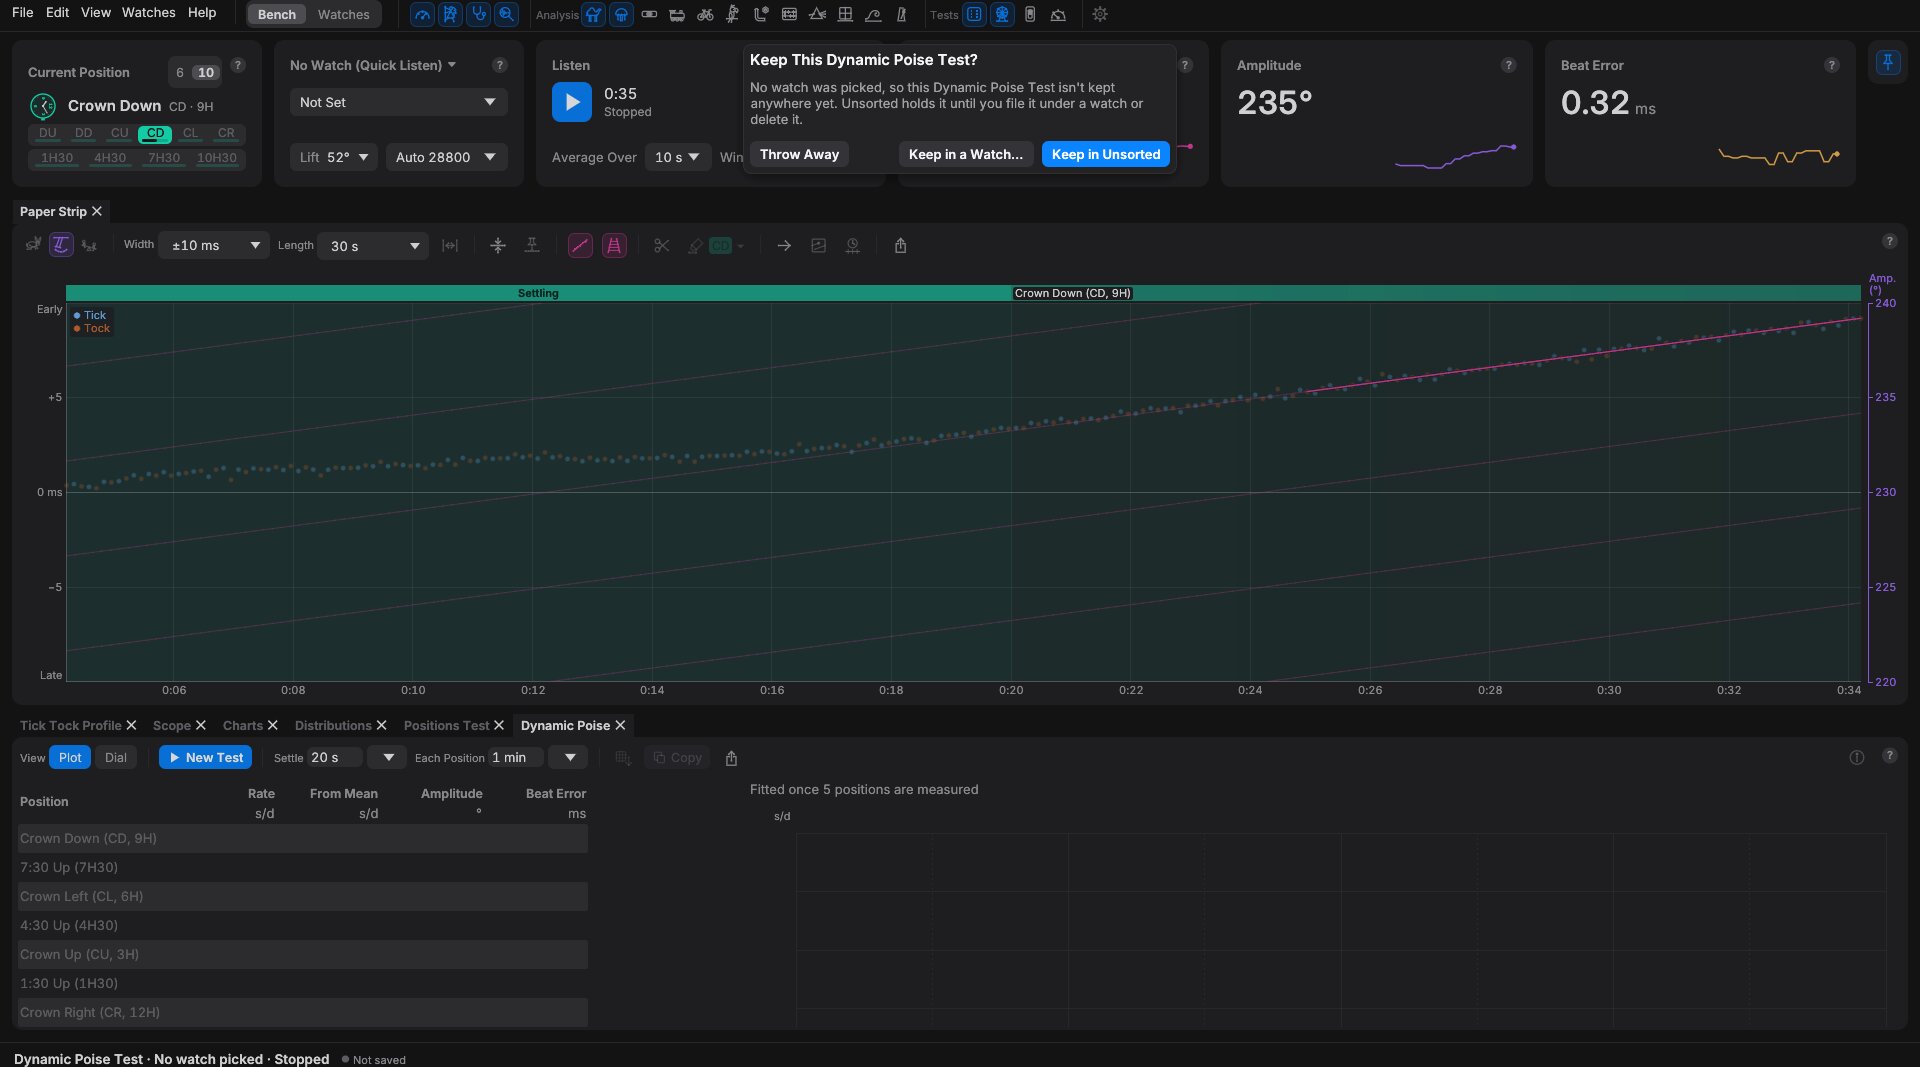 File Edit View Watches Help
Bench Watches
Analysis
Tests
Current Position
6 10
?
Crown Down CD · 9H
DU DD CU CD CL CR
1H30 4H30 7H30 10H30
No Watch (Quick Listen)
?
Not Set
Lift 52°
Auto 28800
Listen
0:35
Stopped
Average Over 10 s Win
Keep This Dynamic Poise Test?
No watch was picked, so this Dynamic Poise Test isn't kept
anywhere yet. Unsorted holds it until you file it under a watch or
delete it.
Throw Away
Keep in a Watch...
Keep in Unsorted
?
Amplitude
?
235°
Beat Error
?
0.32 ms
Paper Strip
Width ±10 ms
Length 30 s
CD
?
Amp.
(°)
Settling
Crown Down (CD, 9H)
Early
Tick
Tock
+5
0 ms
−5
Late
240
235
230
225
220
0:06 0:08 0:10 0:12 0:14 0:16 0:18 0:20 0:22 0:24 0:26 0:28 0:30 0:32 0:34
Tick Tock Profile Scope Charts Distributions Positions Test Dynamic Poise
View Plot Dial
New Test
Settle 20 s
Each Position 1 min
Copy
?
Position
Rate
s/d
From Mean
s/d
Amplitude
°
Beat Error
ms
Crown Down (CD, 9H)
7:30 Up (7H30)
Crown Left (CL, 6H)
4:30 Up (4H30)
Crown Up (CU, 3H)
1:30 Up (1H30)
Crown Right (CR, 12H)
Fitted once 5 positions are measured
s/d
Dynamic Poise Test · No watch picked · Stopped
Not saved